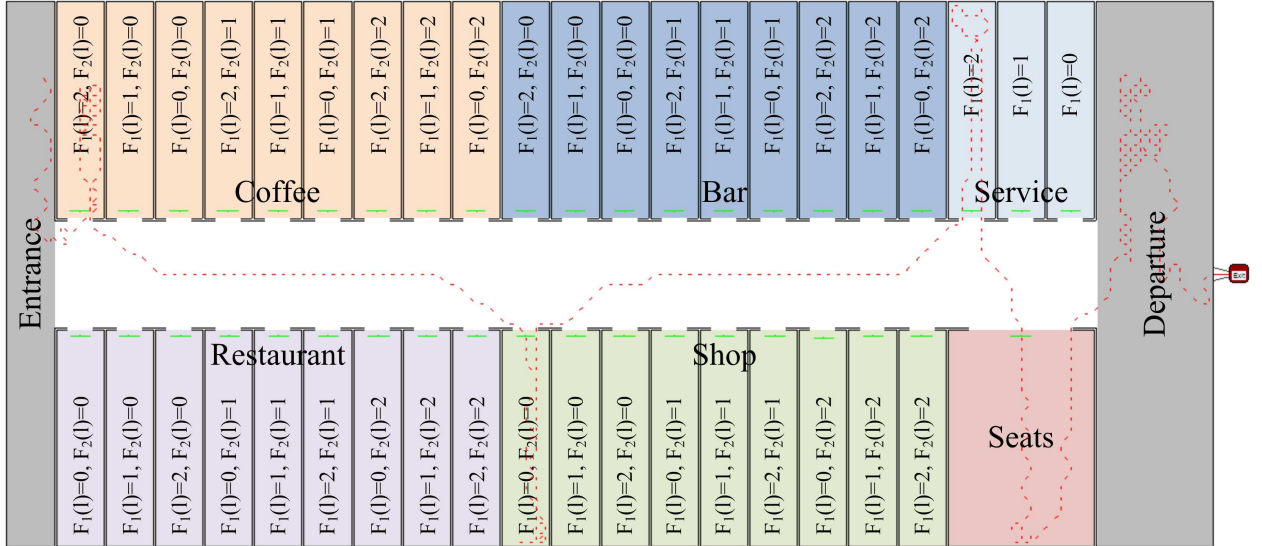 Entrance
F₁(l)=2, F₂(l)=0
F₁(l)=1, F₂(l)=0
F₁(l)=0, F₂(l)=0
F₁(l)=2, F₂(l)=1
F₁(l)=1, F₂(l)=1
F₁(l)=0, F₂(l)=1
F₁(l)=2, F₂(l)=2
F₁(l)=1, F₂(l)=2
F₁(l)=0, F₂(l)=2
Coffee
F₁(l)=2, F₂(l)=0
F₁(l)=1, F₂(l)=0
F₁(l)=0, F₂(l)=0
F₁(l)=2, F₂(l)=1
F₁(l)=1, F₂(l)=1
F₁(l)=0, F₂(l)=1
F₁(l)=2, F₂(l)=2
F₁(l)=1, F₂(l)=2
F₁(l)=0, F₂(l)=2
Bar
F₁(l)=2
F₁(l)=1
F₁(l)=0
Service
Restaurant
F₁(l)=0, F₂(l)=0
F₁(l)=1, F₂(l)=0
F₁(l)=2, F₂(l)=0
F₁(l)=0, F₂(l)=1
F₁(l)=1, F₂(l)=1
F₁(l)=2, F₂(l)=1
F₁(l)=0, F₂(l)=2
F₁(l)=1, F₂(l)=2
F₁(l)=2, F₂(l)=2
Shop
F₁(l)=0, F₂(l)=0
F₁(l)=1, F₂(l)=0
F₁(l)=2, F₂(l)=0
F₁(l)=0, F₂(l)=1
F₁(l)=1, F₂(l)=1
F₁(l)=2, F₂(l)=1
F₁(l)=0, F₂(l)=2
F₁(l)=1, F₂(l)=2
F₁(l)=2, F₂(l)=2
Seats
Departure
Exit